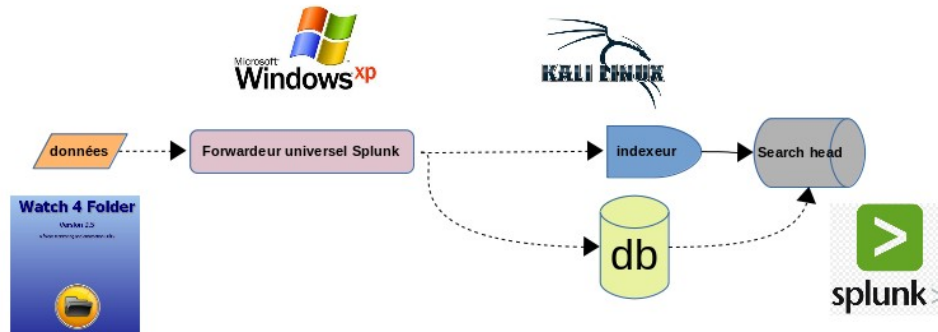 Microsoft
Windows xp
KALI LINUX
données
Forwardeur universel Splunk
indexeur
Search head
Watch 4 Folder
Version 2.5
db
splunk>